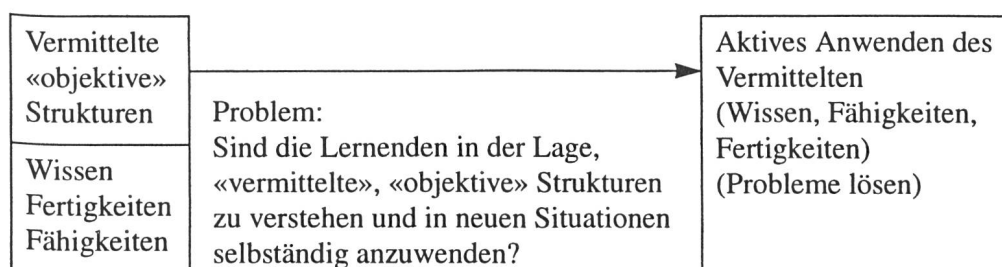 Vermittelte
«objektive»
Strukturen
Wissen
Fertigkeiten
Fähigkeiten
Problem:
Sind die Lernenden in der Lage,
«vermittelte», «objektive» Strukturen
zu verstehen und in neuen Situationen
selbständig anzuwenden?
Aktives Anwenden des
Vermittelten
(Wissen, Fähigkeiten,
Fertigkeiten)
(Probleme lösen)